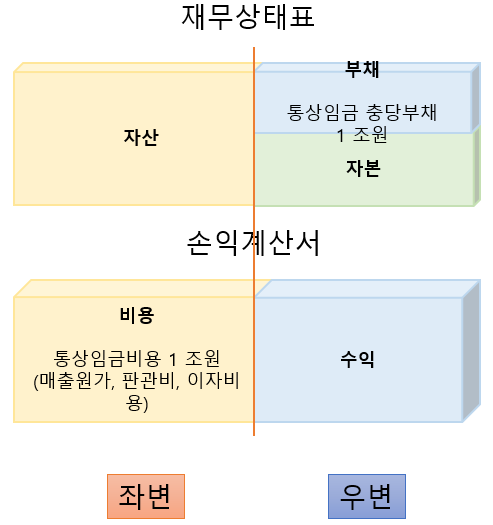 재무상태표
자산
부채
통상임금 충당부채
1 조원
자본
손익계산서
비용
통상임금비용 1 조원
(매출원가, 판관비, 이자비
용)
수익
좌변
우변